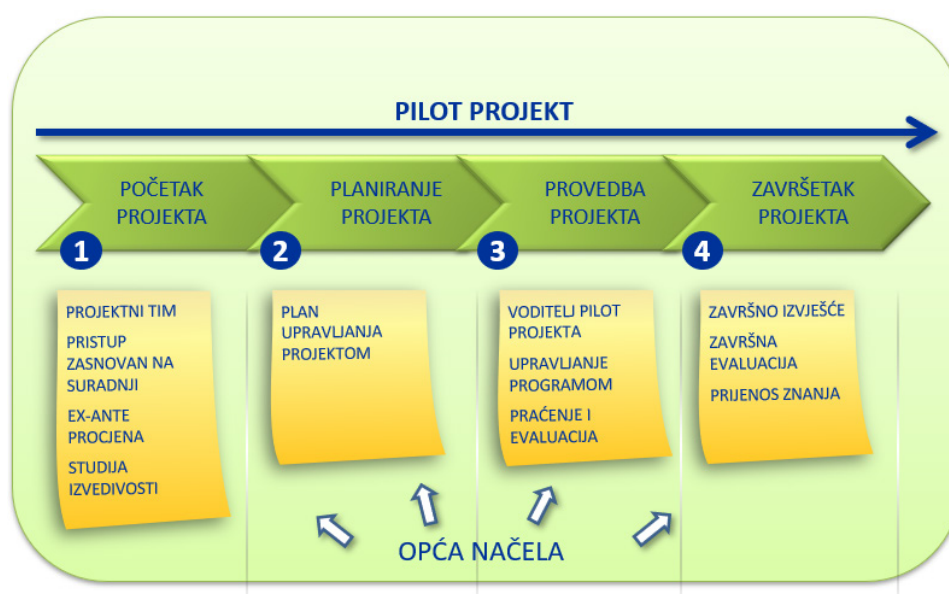 PILOT PROJEKT
POČETAK
PROJEKTA
PLANIRANJE
PROJEKTA
PROVEDBA
PROJEKTA
ZAVRŠETAK
PROJEKTA
1
2
3
4
PROJEKTNI TIM
PRISTUP
ZASNOVAN NA
SURADNJI
EX-ANTE
PROCJENA
STUDIJA
IZVEDIVOSTI
PLAN
UPRAVLJANJA
PROJEKTOM
VODITELJ PILOT
PROJEKTA
UPRAVLJANJE
PROGRAMOM
PRAĆENJE I
EVALUACIJA
ZAVRŠNO IZVJEŠĆE
ZAVRŠNA
EVALUACIJA
PRIJENOS ZNANJA
OPĆA NAČELA